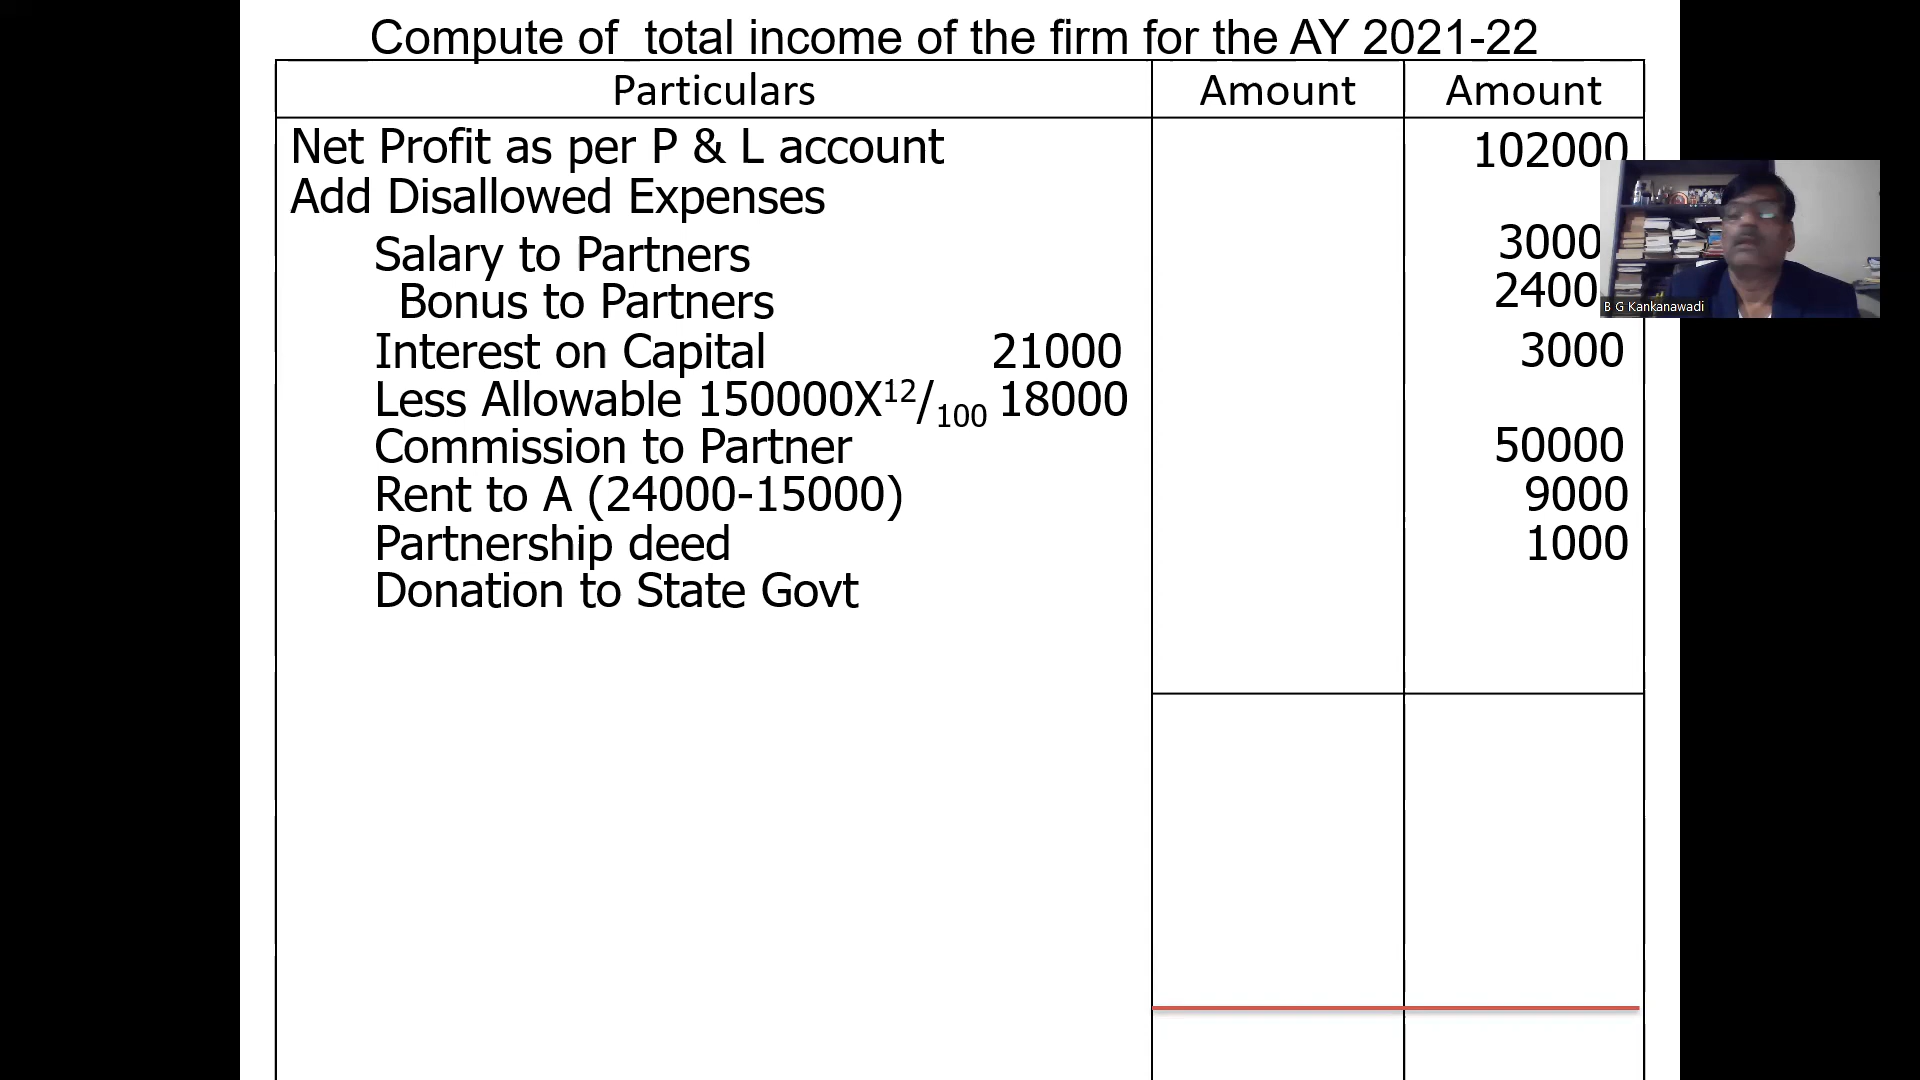 Compute of total income of the firm for the AY 2021-22
Particulars Amount Amount
Net Profit as per P & L account 102000
Add Disallowed Expenses
Salary to Partners 3000
Bonus to Partners 2400
Interest on Capital 21000 3000
Less Allowable 150000X12/100 18000
Commission to Partner 50000
Rent to A (24000-15000) 9000
Partnership deed 1000
Donation to State Govt
B G Kankanawadi